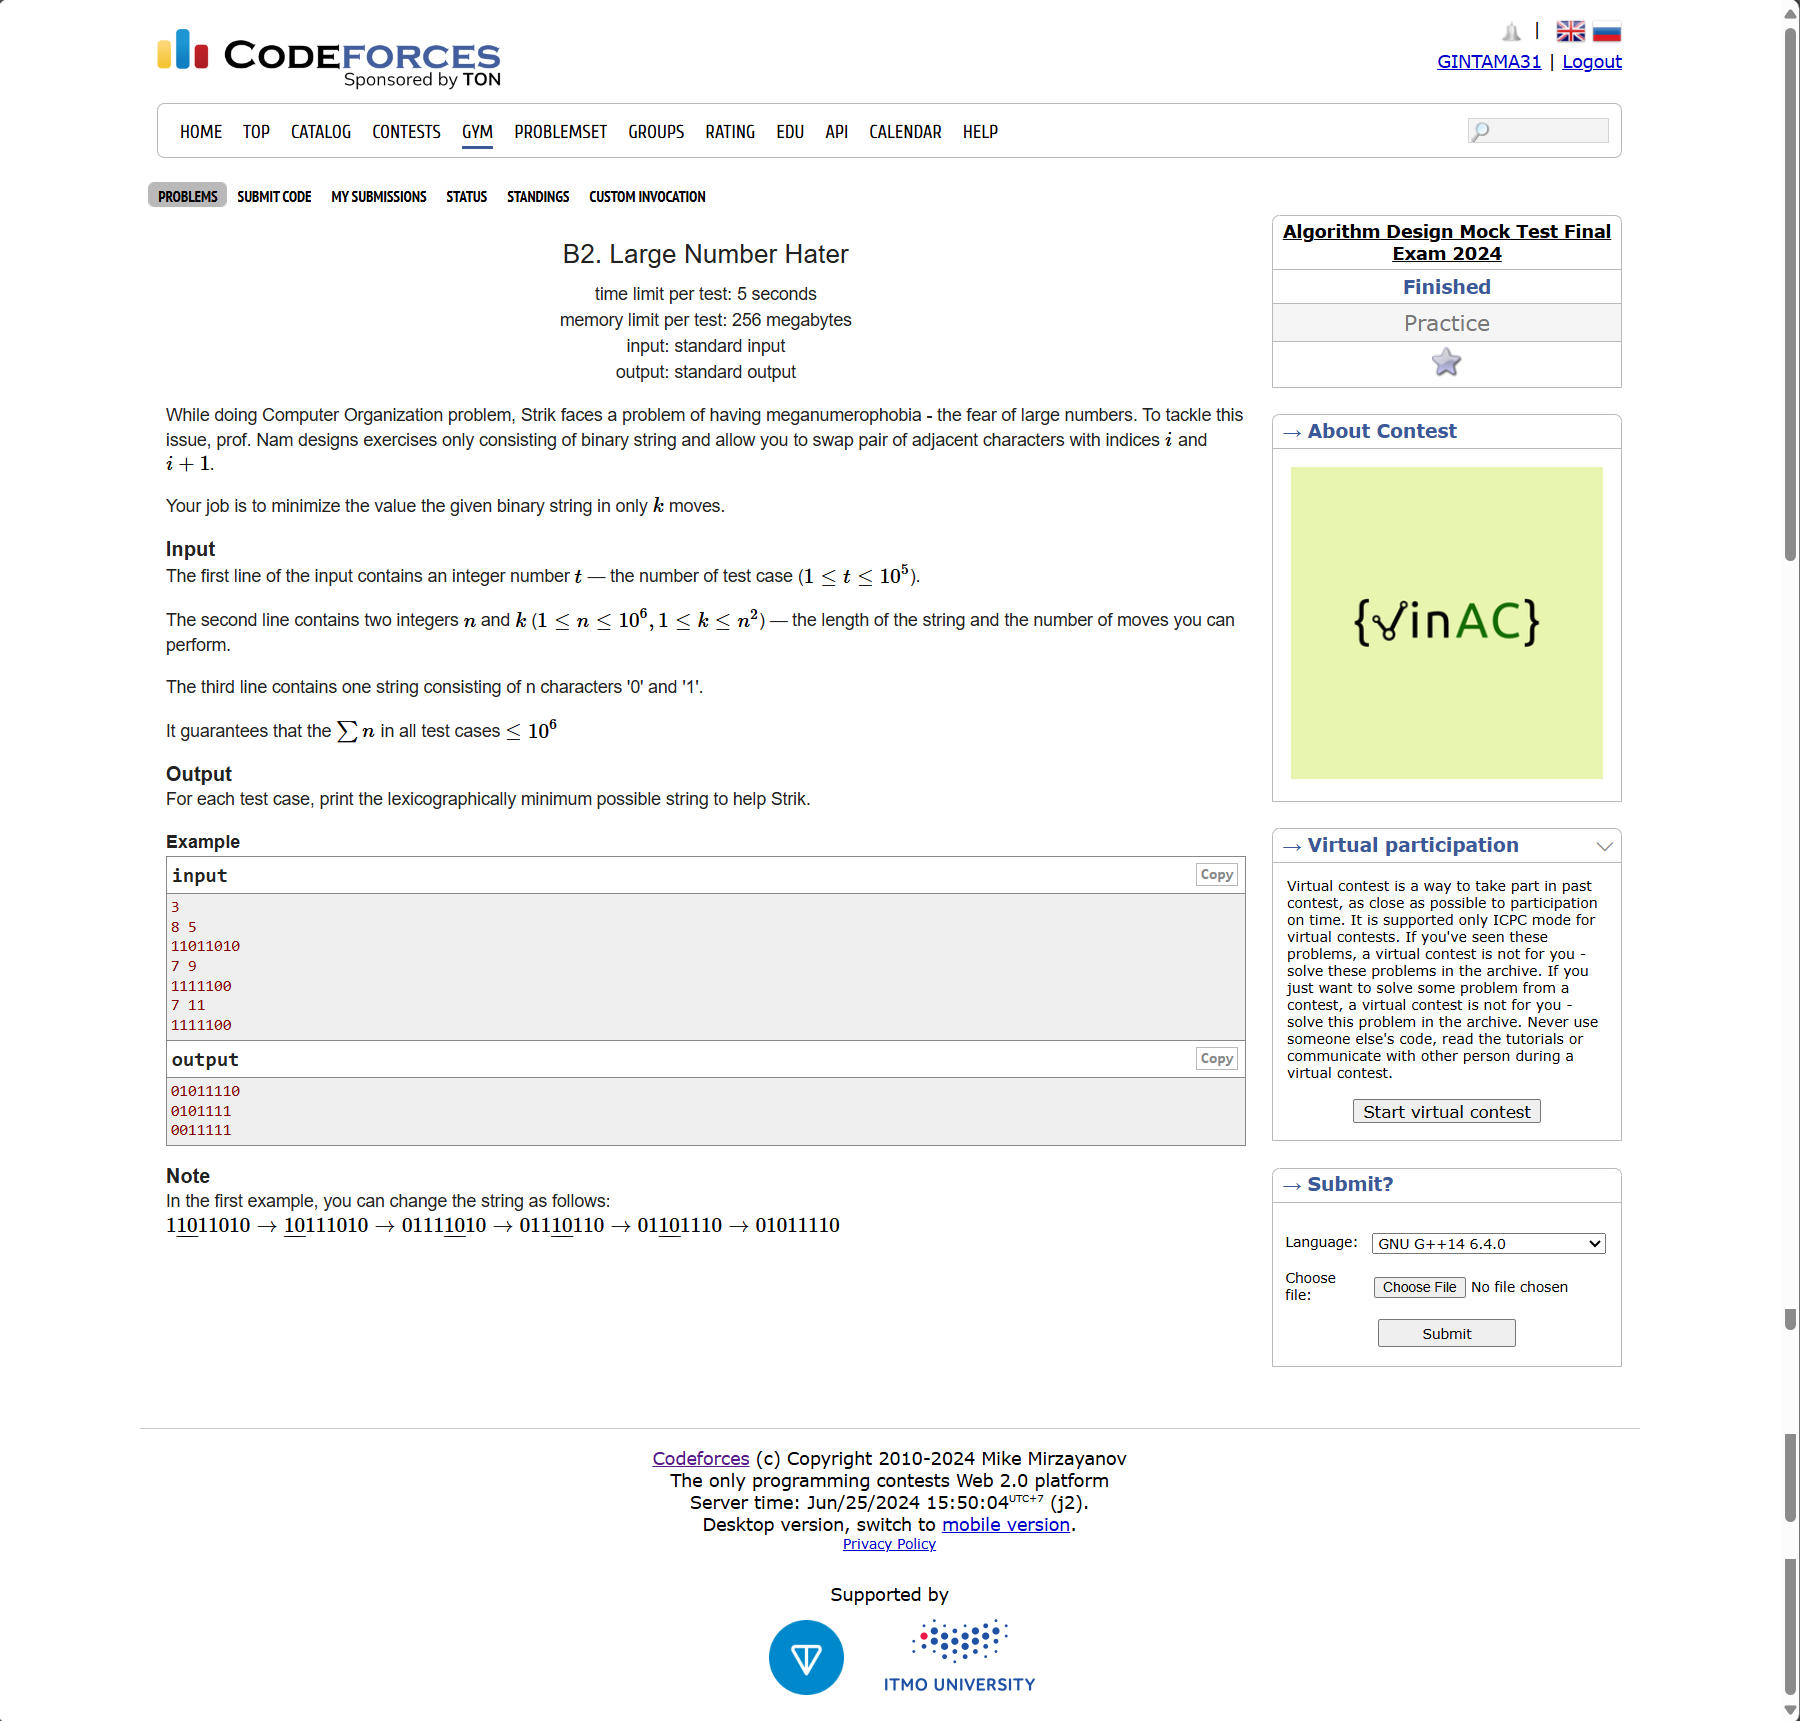 CODEFORCES
Sponsored by TON
|
GINTAMA31 | Logout
HOME TOP CATALOG CONTESTS GYM PROBLEMSET GROUPS RATING EDU API CALENDAR HELP
PROBLEMS SUBMIT CODE MY SUBMISSIONS STATUS STANDINGS CUSTOM INVOCATION
B2. Large Number Hater
time limit per test: 5 seconds
memory limit per test: 256 megabytes
input: standard input
output: standard output
While doing Computer Organization problem, Strik faces a problem of having meganumerophobia - the fear of large numbers. To tackle this
issue, prof. Nam designs exercises only consisting of binary string and allow you to swap pair of adjacent characters with indices i and
i + 1.
Your job is to minimize the value the given binary string in only k moves.
Input
The first line of the input contains an integer number t — the number of test case (1 ≤ t ≤ 10^5).
The second line contains two integers n and k (1 ≤ n ≤ 10^6, 1 ≤ k ≤ n^2) — the length of the string and the number of moves you can
perform.
The third line contains one string consisting of n characters '0' and '1'.
It guarantees that the ∑ n in all test cases ≤ 10^6
Output
For each test case, print the lexicographically minimum possible string to help Strik.
Example
input
Copy
3
8 5
11011010
7 9
1111100
7 11
1111100
output
Copy
01011110
0101111
0011111
Note
In the first example, you can change the string as follows:
11011010 → 10111010 → 01111010 → 01110110 → 01101110 → 01011110
Algorithm Design Mock Test Final
Exam 2024
Finished
Practice
→ About Contest
{VinAC}
→ Virtual participation
Virtual contest is a way to take part in past
contest, as close as possible to participation
on time. It is supported only ICPC mode for
virtual contests. If you've seen these
problems, a virtual contest is not for you -
solve these problems in the archive. If you
just want to solve some problem from a
contest, a virtual contest is not for you -
solve this problem in the archive. Never use
someone else's code, read the tutorials or
communicate with other person during a
virtual contest.
Start virtual contest
→ Submit?
Language: GNU G++14 6.4.0
Choose
file: Choose File No file chosen
Submit
Codeforces (c) Copyright 2010-2024 Mike Mirzayanov
The only programming contests Web 2.0 platform
Server time: Jun/25/2024 15:50:04 UTC+7 (j2).
Desktop version, switch to mobile version.
Privacy Policy
Supported by
ITMO UNIVERSITY